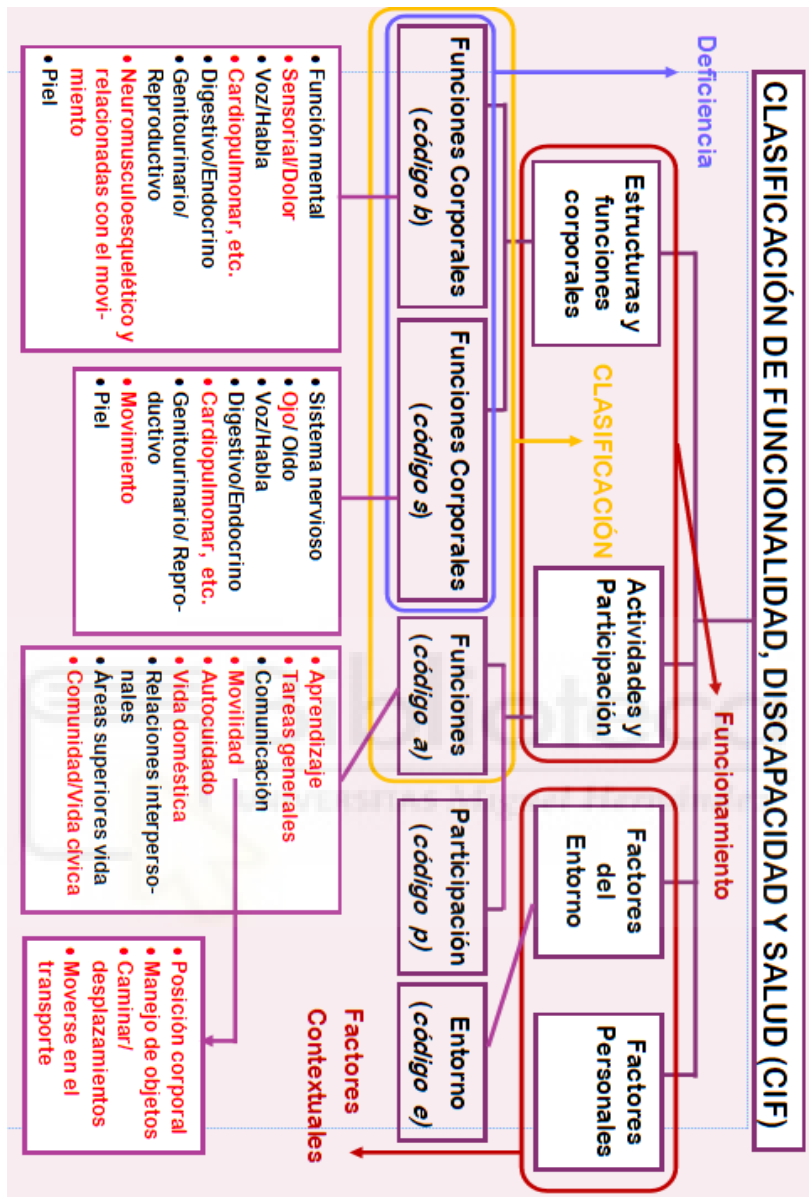 CLASIFICACIÓN DE FUNCIONALIDAD, DISCAPACIDAD Y SALUD (CIF)
Deficiencia
Funcionamiento
Estructuras y
funciones
corporales
Actividades y
Participación
Factores
del
Entorno
Factores
Personales
CLASIFICACIÓN
Funciones Corporales
(código b)
Funciones Corporales
(código s)
Funciones
(código a)
Participación
(código p)
Entorno
(código e)
Factores
Contextuales
• Función mental
• Sensorial/Dolor
• Voz/Habla
• Cardiopulmonar, etc.
• Digestivo/Endocrino
• Genitourinario/
Reproductivo
• Neuromusculoesquelético y
relacionadas con el movi-
miento
• Piel
• Sistema nervioso
• Ojo/ Oído
• Voz/Habla
• Digestivo/Endocrino
• Cardiopulmonar, etc.
• Genitourinario/ Repro-
ductivo
• Movimiento
• Piel
• Aprendizaje
• Tareas generales
• Comunicación
• Movilidad
• Autocuidado
• Vida doméstica
• Relaciones interperso-
nales
• Áreas superiores vida
• Comunidad/Vida cívica
• Posición corporal
• Manejo de objetos
• Caminar/
desplazamientos
• Moverse en el
transporte
Biblioteca
UNIVERSITAS Miguel Hernández